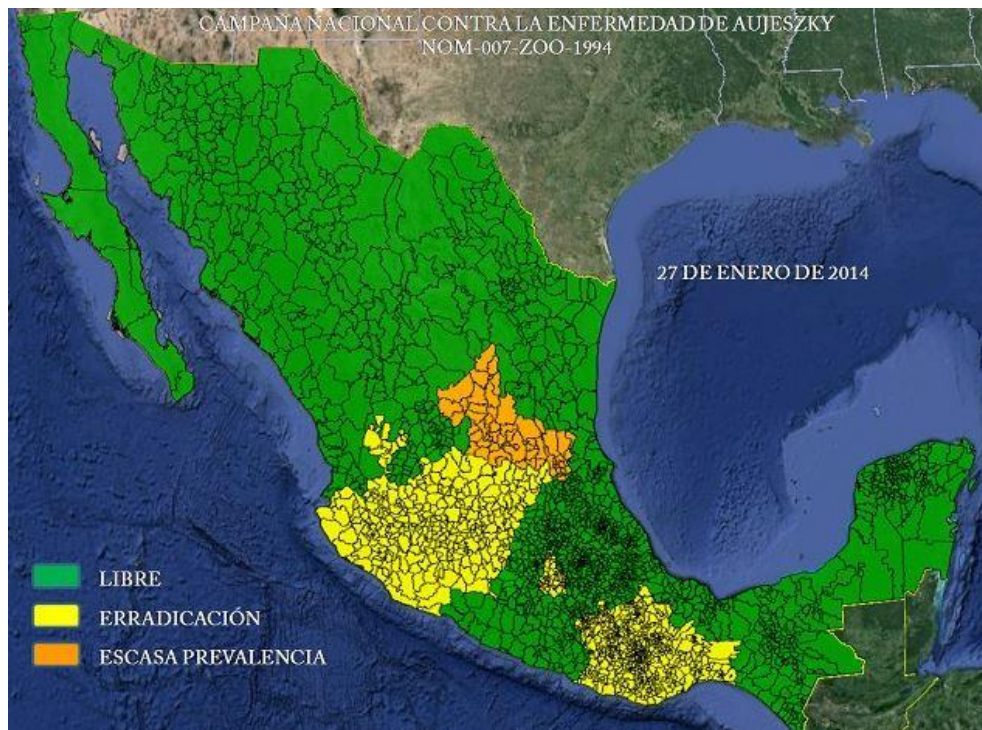 CAMPAÑA NACIONAL CONTRA LA ENFERMEDAD DE AUJESZKY
NOM-007-ZOO-1994
27 DE ENERO DE 2014
LIBRE
ERRADICACIÓN
ESCASA PREVALENCIA